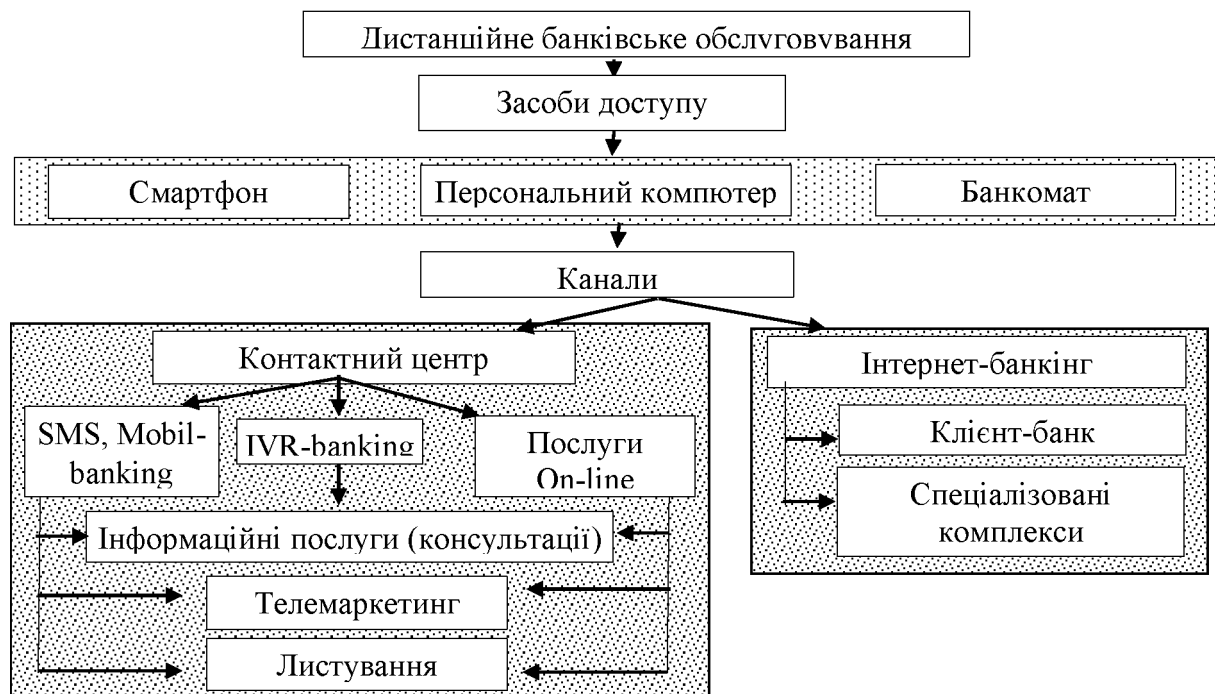 Дистанційне банківське обслуговування
Засоби доступу
Смартфон
Персональний компютер
Банкомат
Канали
Контактний центр
Інтернет-банкінг
SMS, Mobil-
banking
IVR-banking
Послуги
On-line
Клієнт-банк
Спеціалізовані
комплекси
Інформаційні послуги (консультації)
Телемаркетинг
Листування